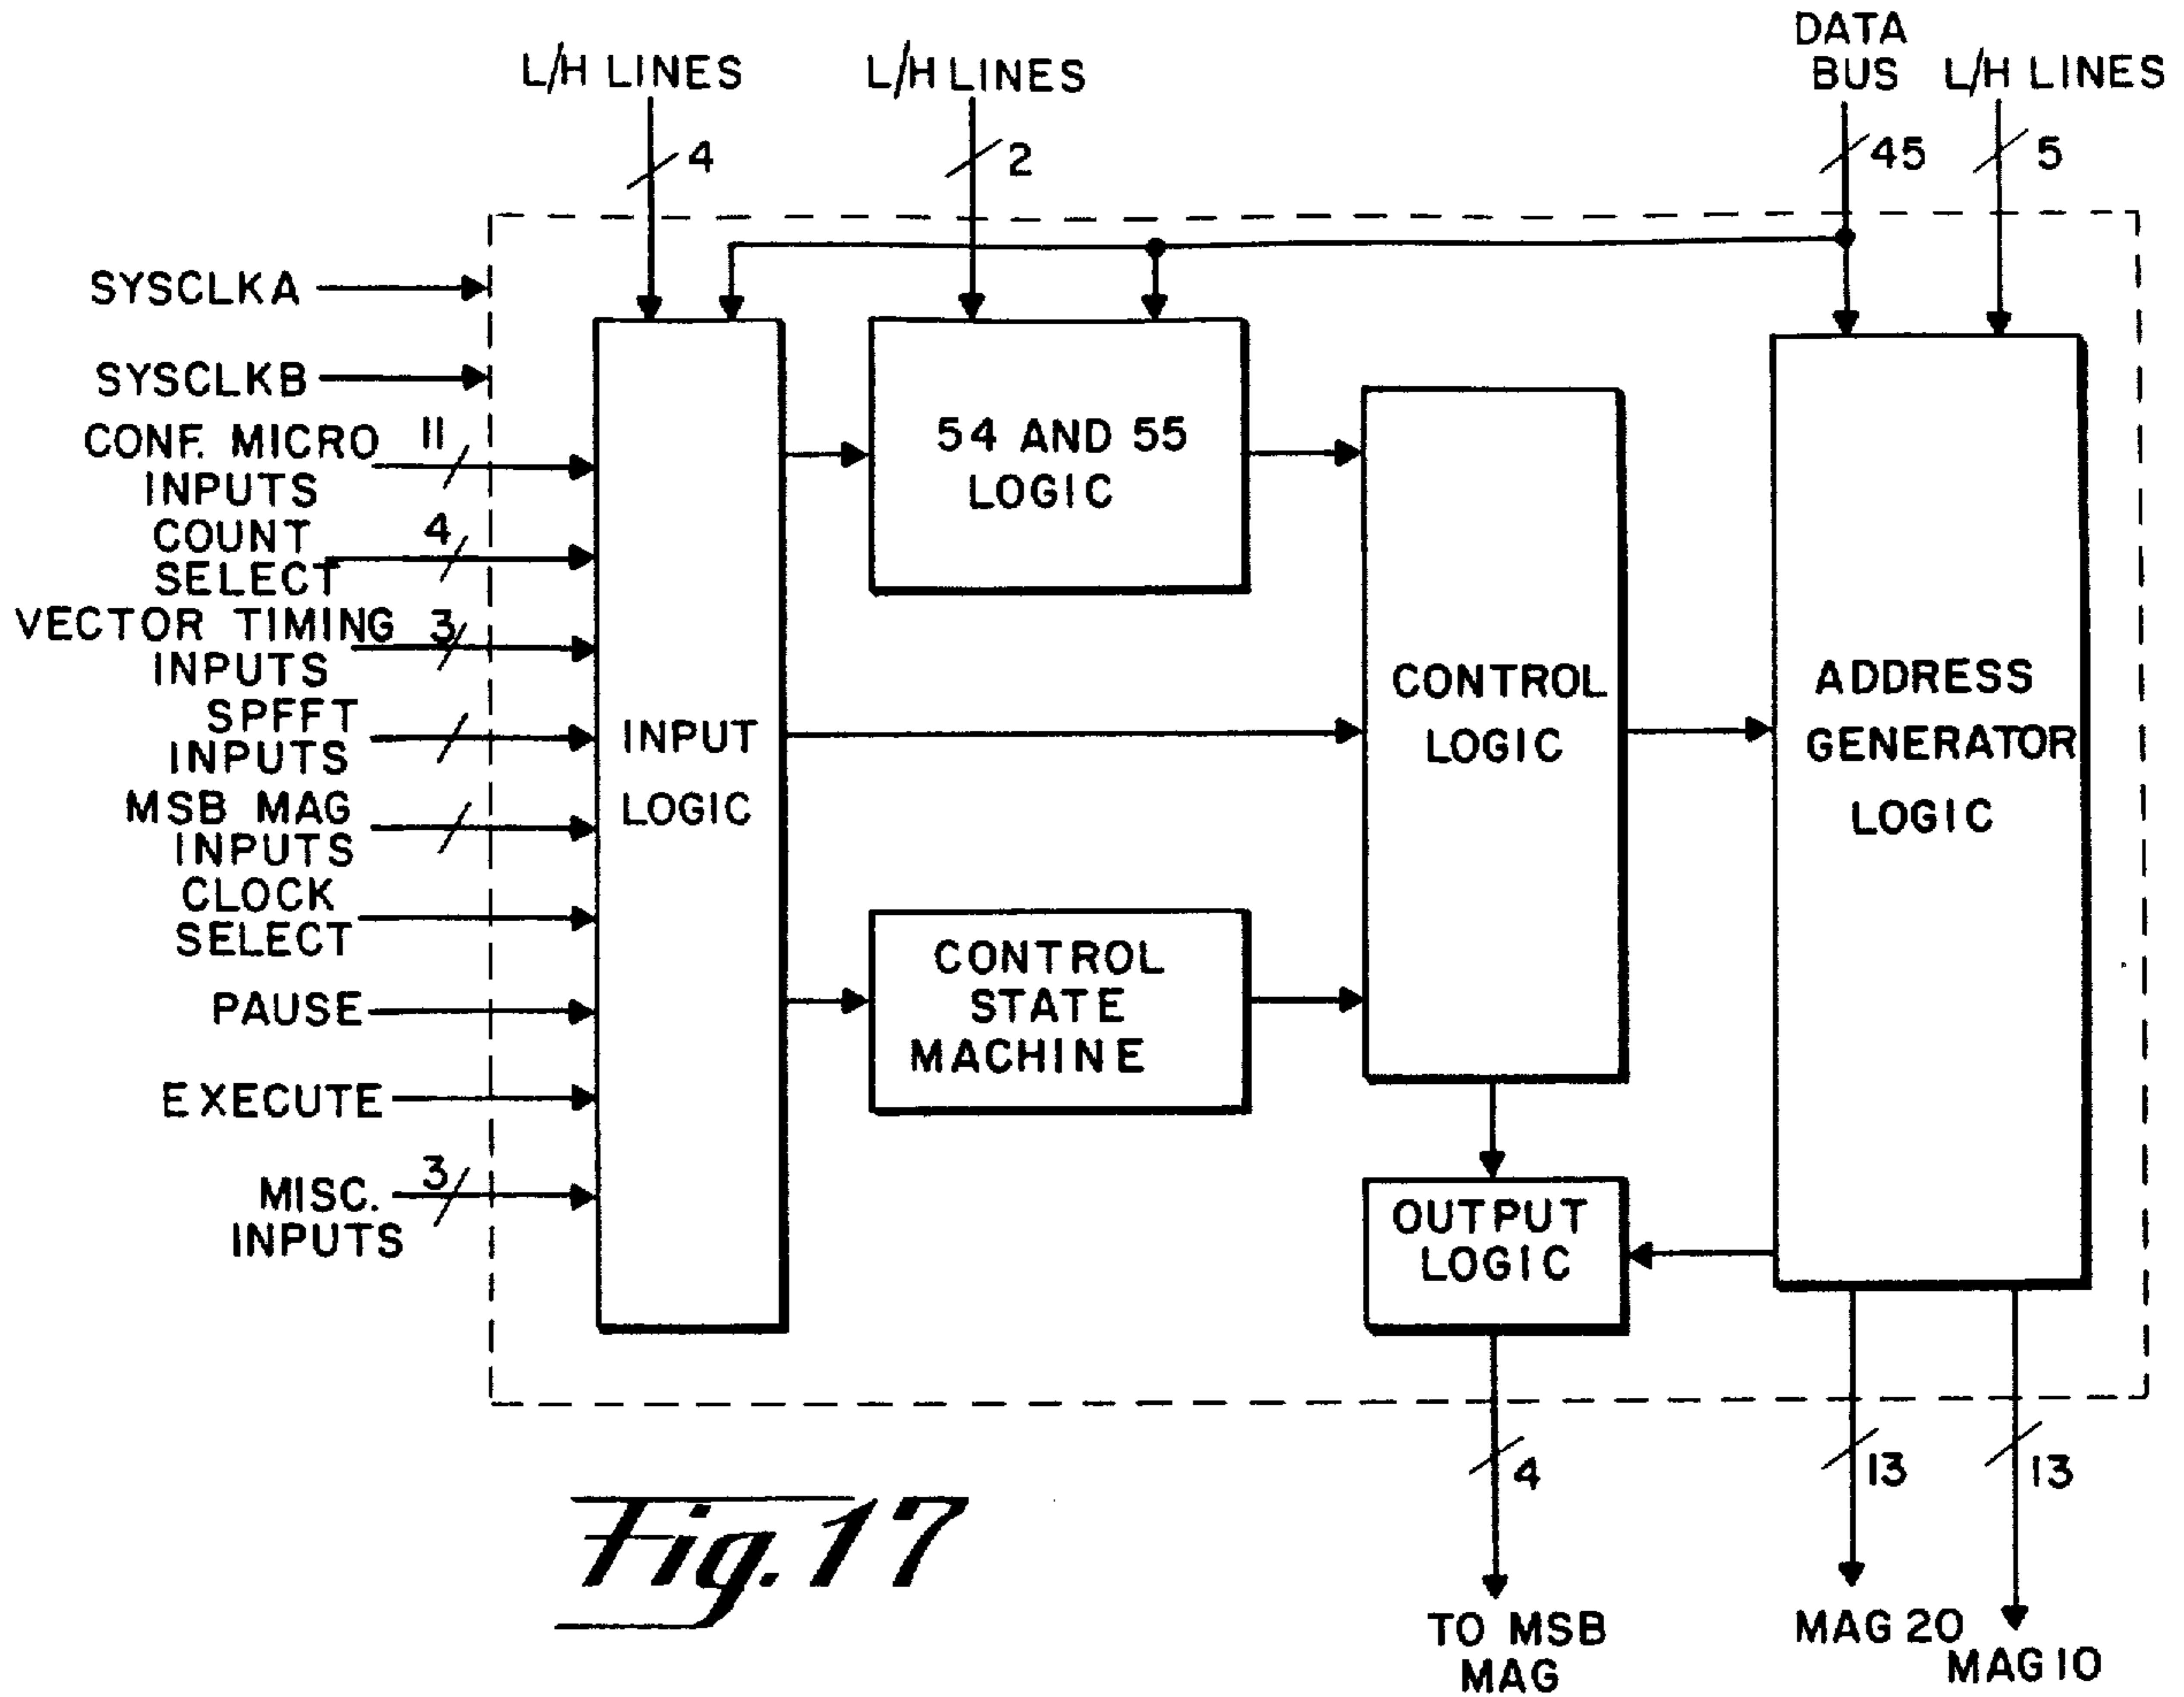 DATA
BUS
L/H LINES
L/H LINES
L/H LINES
4
2
45
5
SYSCLKA
SYSCLKB
CONF. MICRO
INPUTS
11
COUNT
SELECT
4
VECTOR TIMING
INPUTS
3
SPFFT
INPUTS
MSB MAG
INPUTS
CLOCK
SELECT
PAUSE
EXECUTE
MISC.
INPUTS
3
INPUT
LOGIC
54 AND 55
LOGIC
CONTROL
STATE
MACHINE
CONTROL
LOGIC
ADDRESS
GENERATOR
LOGIC
OUTPUT
LOGIC
4
13
13
TO MSB
MAG
MAG 20
MAG 10
Fig. 17